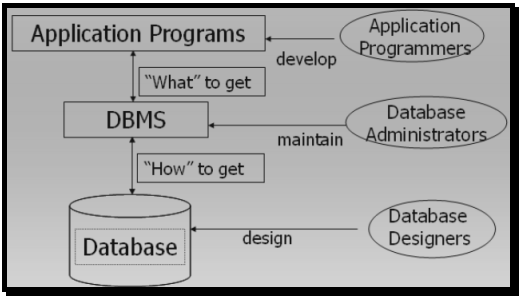 Application Programs
Application
Programmers
develop
"What" to get
DBMS
Database
Administrators
maintain
"How" to get
Database
Database
Designers
design